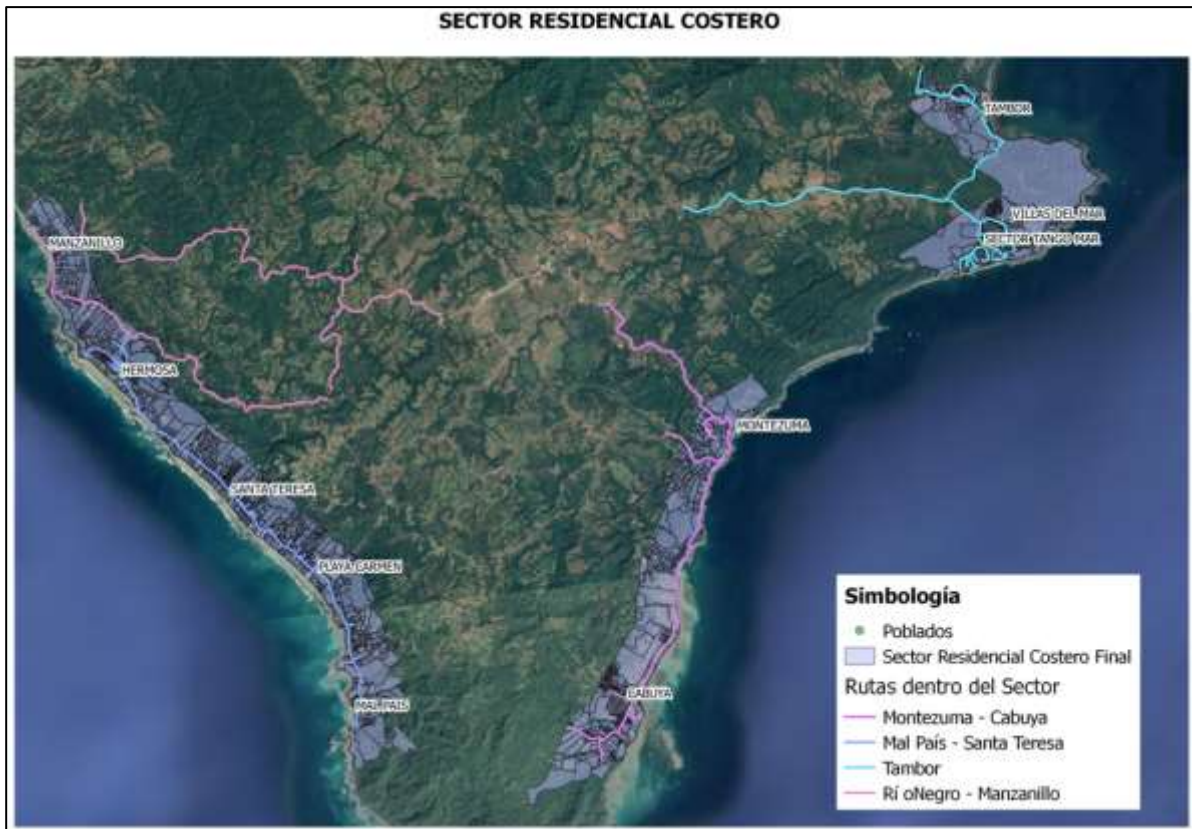 SECTOR RESIDENCIAL COSTERO
TAMBOR
VILLAS DEL MAR
SECTOR TANGO MAR
MANZANILLO
HERMOSA
MONTEZUMA
SANTA TERESA
PLAYA CARMEN
CABUYA
MAL PAIS
Simbología
Poblados
Sector Residencial Costero Final
Rutas dentro del Sector
Montezuma - Cabuya
Mal País - Santa Teresa
Tambor
Rí oNegro - Manzanillo